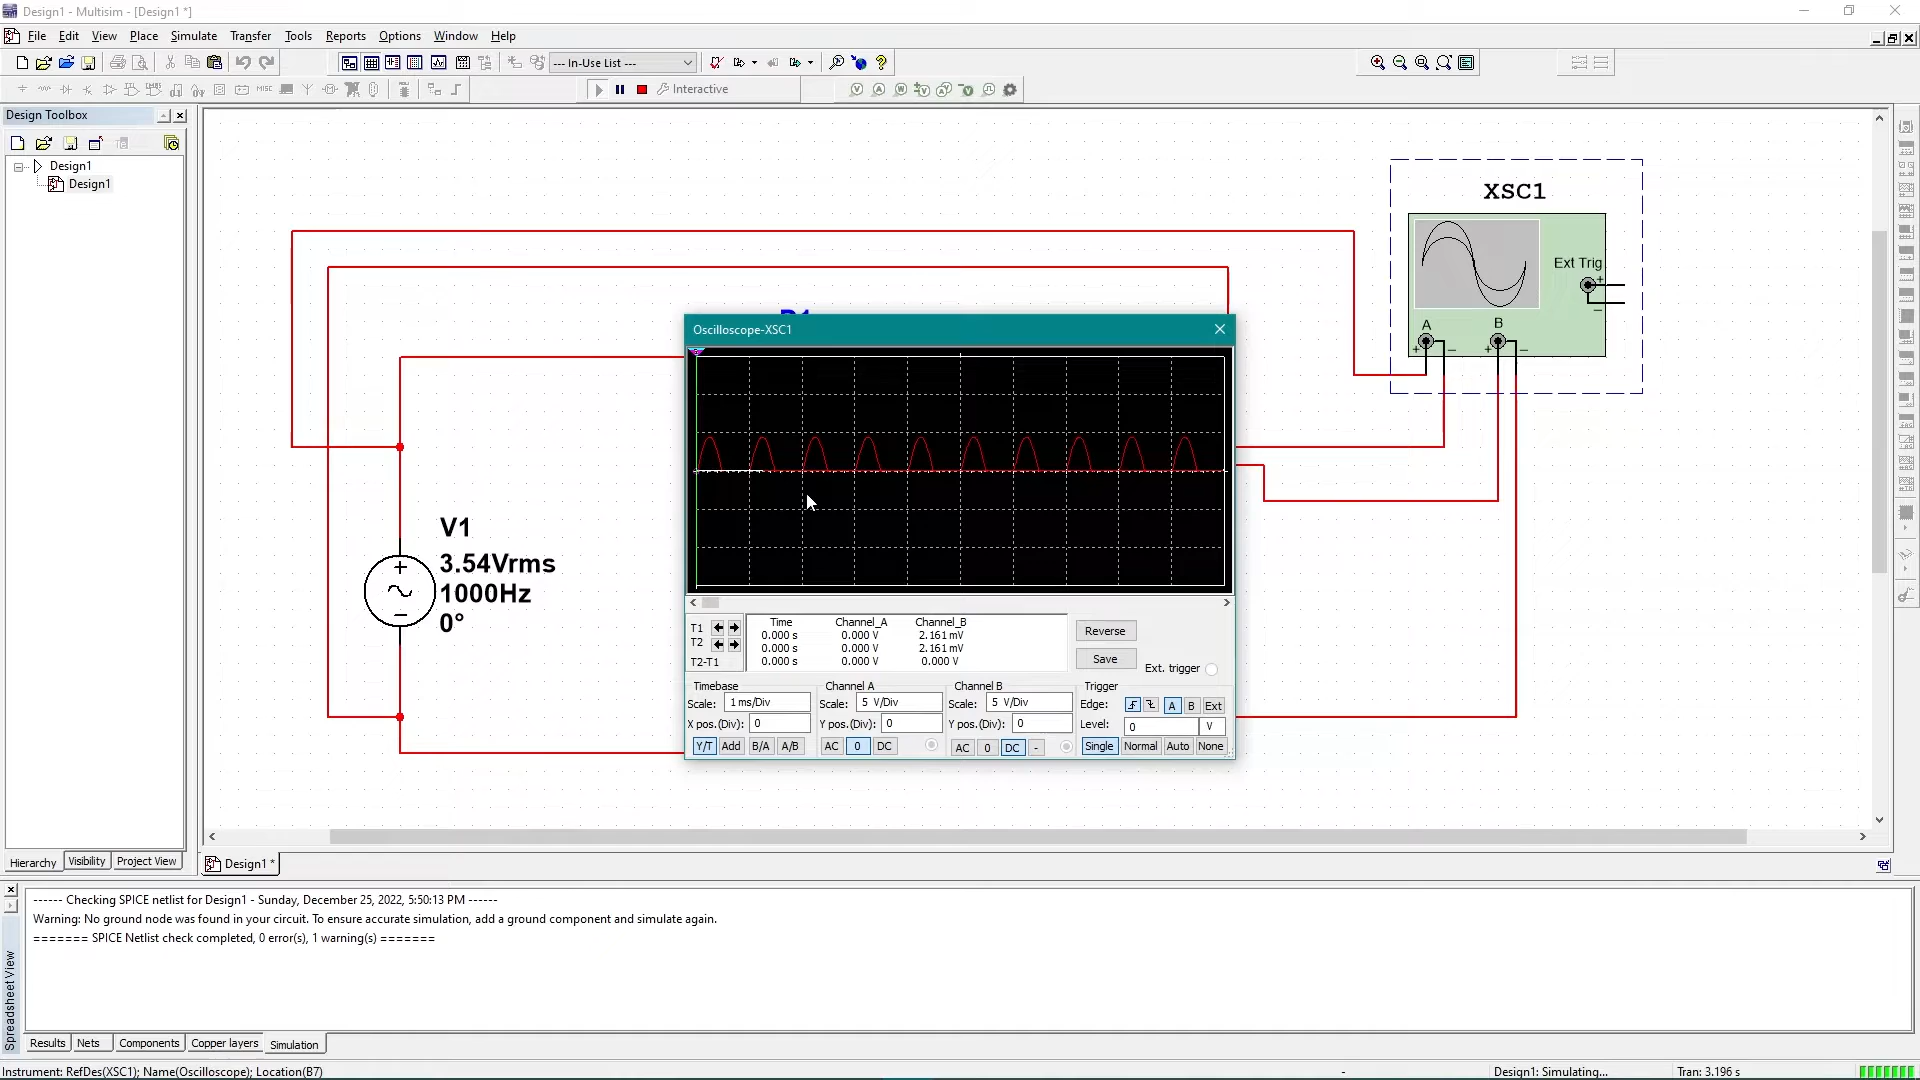 Design1 - Multisim - [Design1 *]
File Edit View Place Simulate Transfer Tools Reports Options Window Help
--- In-Use List ---
Interactive
Design Toolbox
Design1
Design1
XSC1
Ext Trig
A
B
V1
3.54Vrms
1000Hz
0°
Oscilloscope-XSC1
Time Channel_A Channel_B
T1 0.000 s 0.000 V 2.161 mV
T2 0.000 s 0.000 V 2.161 mV
T2-T1 0.000 s 0.000 V 0.000 V
Reverse
Save
Ext. trigger
Timebase Channel A Channel B Trigger
Scale: 1 ms/Div Scale: 5 V/Div Scale: 5 V/Div Edge: A B Ext
X pos.(Div): 0 Y pos.(Div): 0 Y pos.(Div): 0 Level: 0 V
Y/T Add B/A A/B AC 0 DC AC 0 DC - Single Normal Auto None
Hierarchy Visibility Project View
Design1 *
------ Checking SPICE netlist for Design1 - Sunday, December 25, 2022, 5:50:13 PM ------
Warning: No ground node was found in your circuit. To ensure accurate simulation, add a ground component and simulate again.
======= SPICE Netlist check completed, 0 error(s), 1 warning(s) =======
Spreadsheet View
Results Nets Components Copper layers Simulation
Instrument: RefDes(XSC1); Name(Oscilloscope); Location(B7) - Design1: Simulating... Tran: 3.196 s